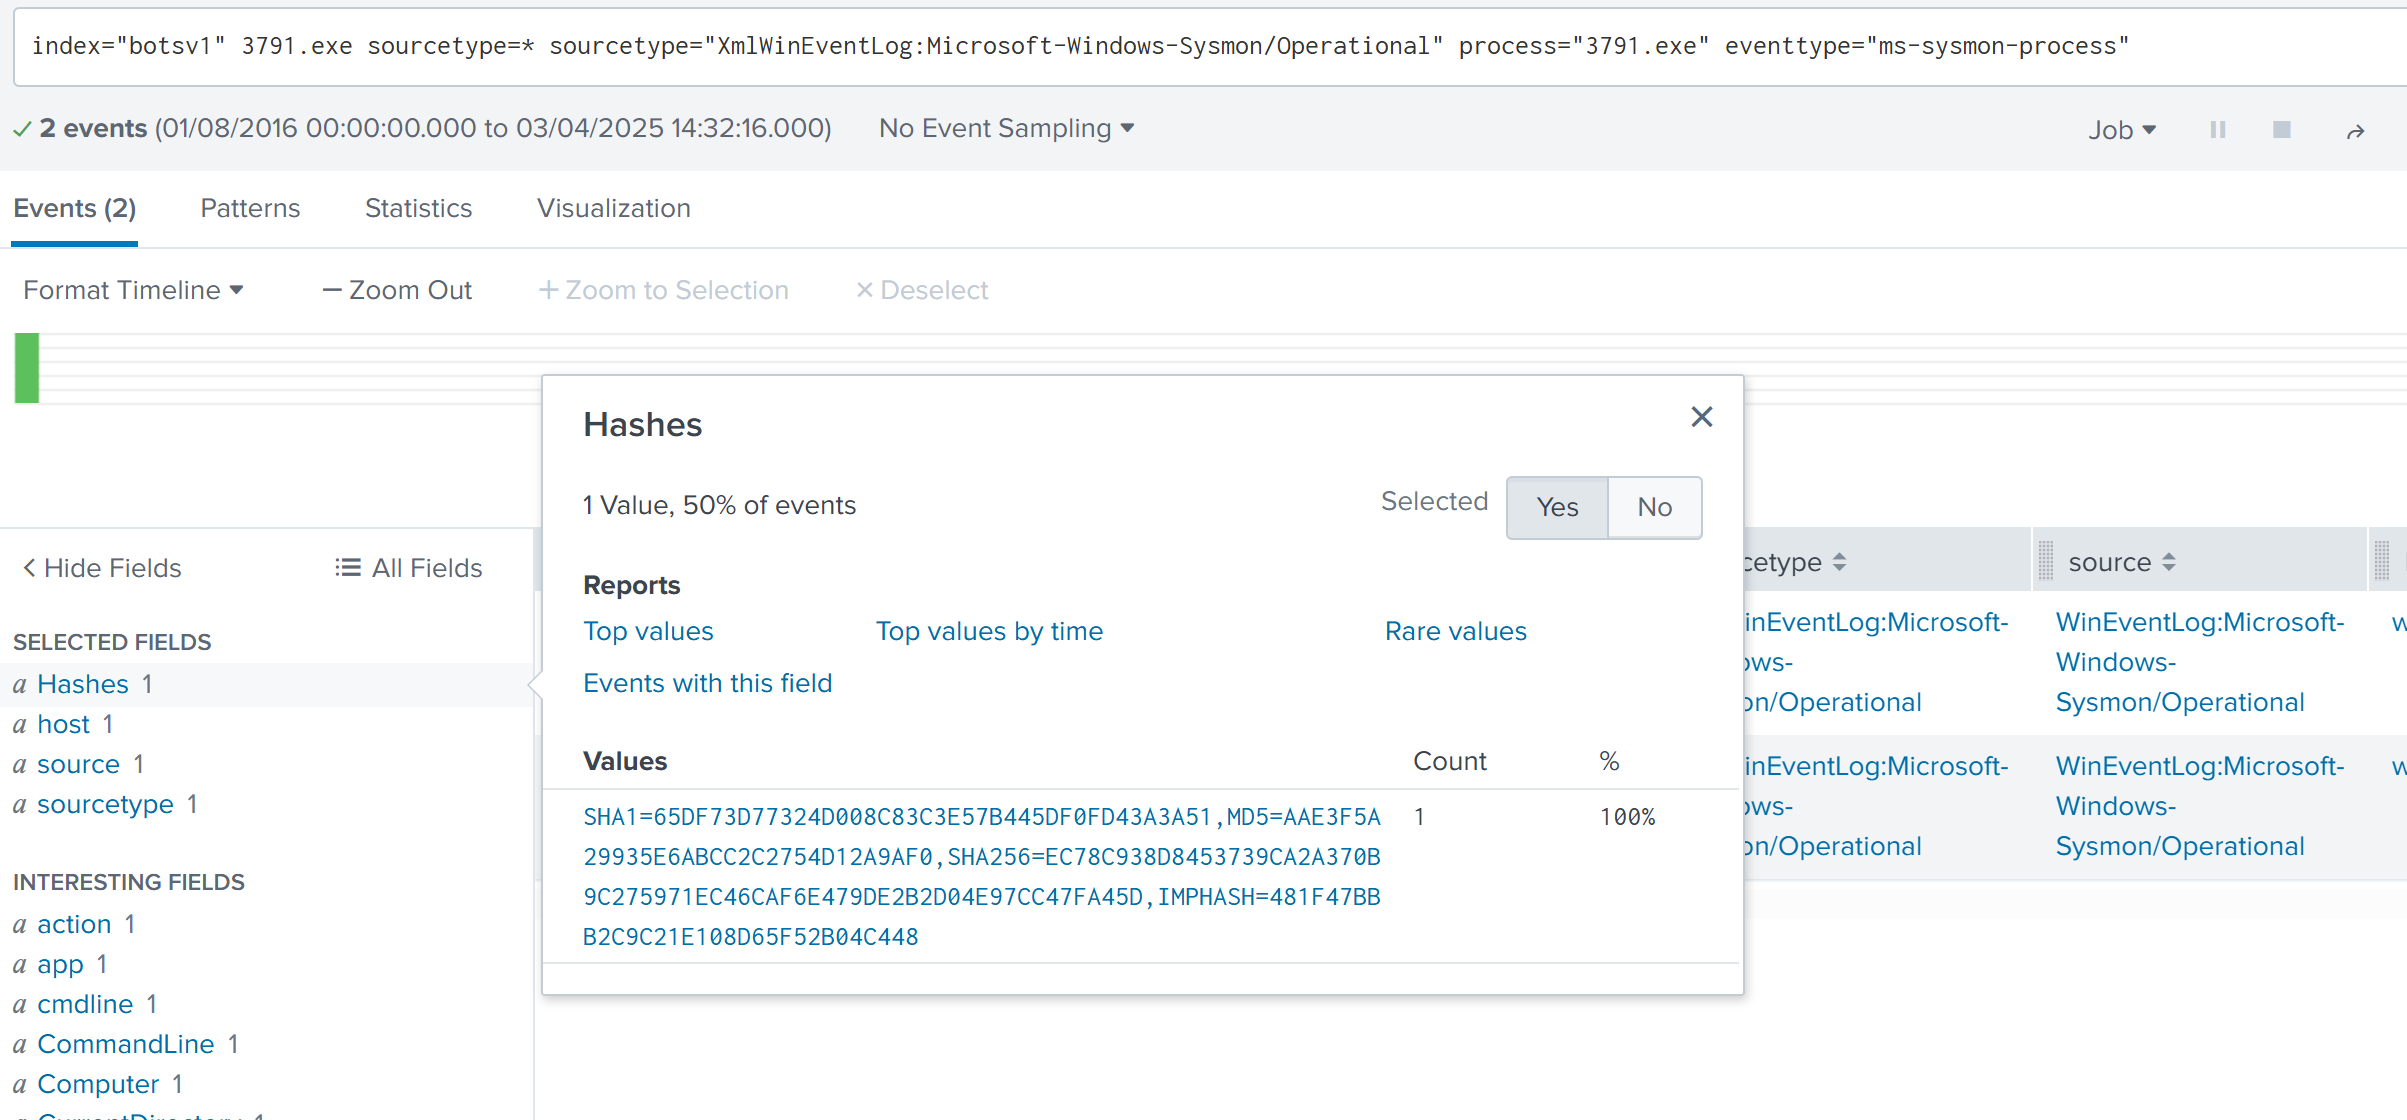 index="botsv1" 3791.exe sourcetype=* sourcetype="XmlWinEventLog:Microsoft-Windows-Sysmon/Operational" process="3791.exe" eventtype="ms-sysmon-process"
2 events (01/08/2016 00:00:00.000 to 03/04/2025 14:32:16.000) No Event Sampling Job
Events (2) Patterns Statistics Visualization
Format Timeline — Zoom Out + Zoom to Selection × Deselect
Hashes
1 Value, 50% of events Selected Yes No
Reports
Top values Top values by time Rare values
Events with this field
Values Count %
SHA1=65DF73D77324D008C83C3E57B445DF0FD43A3A51,MD5=AAE3F5A 1 100%
29935E6ABCC2C2754D12A9AF0,SHA256=EC78C938D8453739CA2A370B
9C275971EC46CAF6E479DE2B2D04E97CC47FA45D,IMPHASH=481F47BB
B2C9C21E108D65F52B04C448
< Hide Fields All Fields
SELECTED FIELDS
a Hashes 1
a host 1
a source 1
a sourcetype 1
INTERESTING FIELDS
a action 1
a app 1
a cmdline 1
a CommandLine 1
a Computer 1
cetype source
inEventLog:Microsoft- WinEventLog:Microsoft-
ows- Windows-
on/Operational Sysmon/Operational
inEventLog:Microsoft- WinEventLog:Microsoft-
ows- Windows-
on/Operational Sysmon/Operational